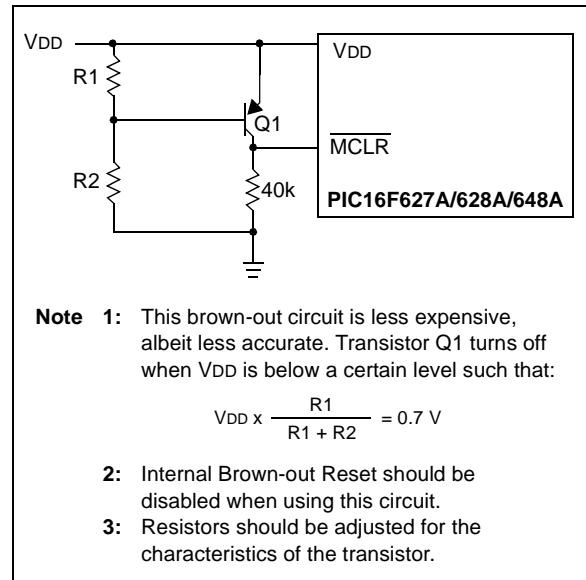 VDD
VDD
R1
Q1
MCLR
R2
40k
PIC16F627A/628A/648A
Note 1: This brown-out circuit is less expensive,
albeit less accurate. Transistor Q1 turns off
when VDD is below a certain level such that:
VDD x R1 / R1 + R2 = 0.7 V
2: Internal Brown-out Reset should be
disabled when using this circuit.
3: Resistors should be adjusted for the
characteristics of the transistor.